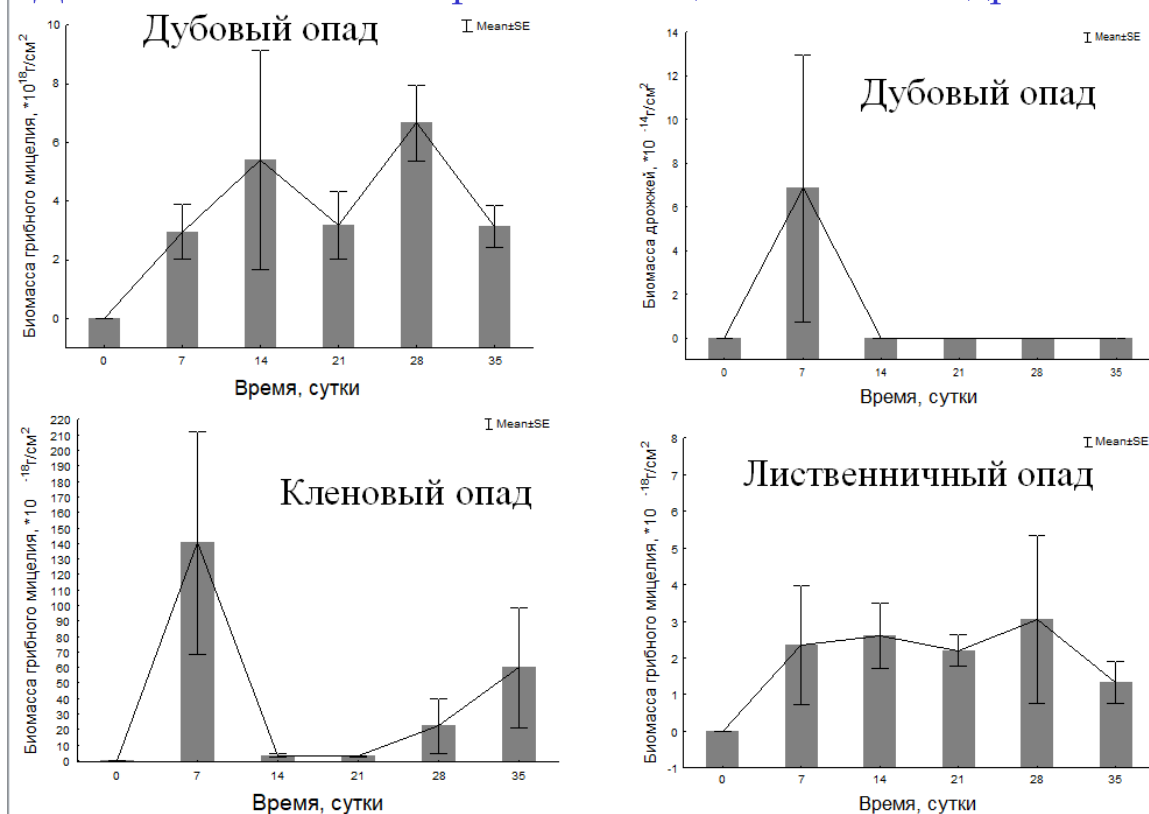 Дубовый опад
Mean±SE
Биомасса грибного мицелия, *10¹⁸г/см²
10
8
6
4
2
0
0 7 14 21 28 35
Время, сутки
Дубовый опад
Mean±SE
Биомасса дрожжей, *10 ⁻¹⁴г/см²
14
12
10
8
6
4
2
0
0 7 14 21 28 35
Время, сутки
Кленовый опад
Mean±SE
Биомасса грибного мицелия, *10 ⁻¹⁸г/см²
220
210
200
190
180
170
160
150
140
130
120
110
100
90
80
70
60
50
40
30
20
10
0
0 7 14 21 28 35
Время, сутки
Лиственничный опад
Mean±SE
Биомасса грибного мицелия, *10 ⁻¹⁸г/см²
8
7
6
5
4
3
2
1
0
-1
0 7 14 21 28 35
Время, сутки